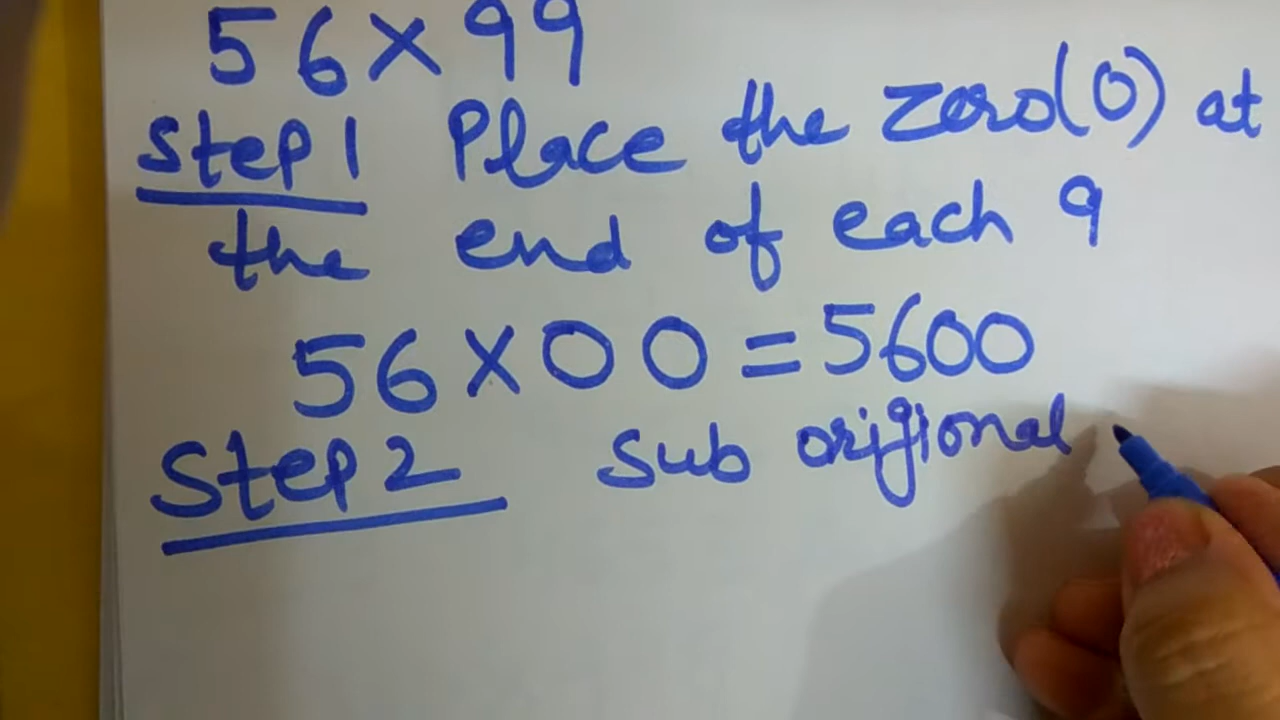 56×99
Step 1 Place the zero(0) at
the end of each 9
56×00=5600
Step 2 Sub origional